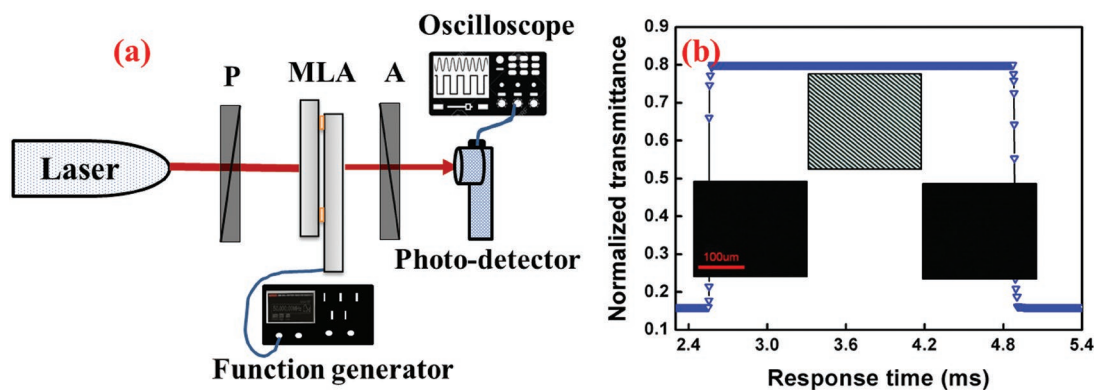 (a)
Oscilloscope
P
MLA
A
Laser
Photo-detector
Function generator
(b)
Normalized transmittance
0.9
0.8
0.7
0.6
0.5
0.4
0.3
0.2
0.1
100um
2.4
3.0
3.6
4.2
4.8
5.4
Response time (ms)